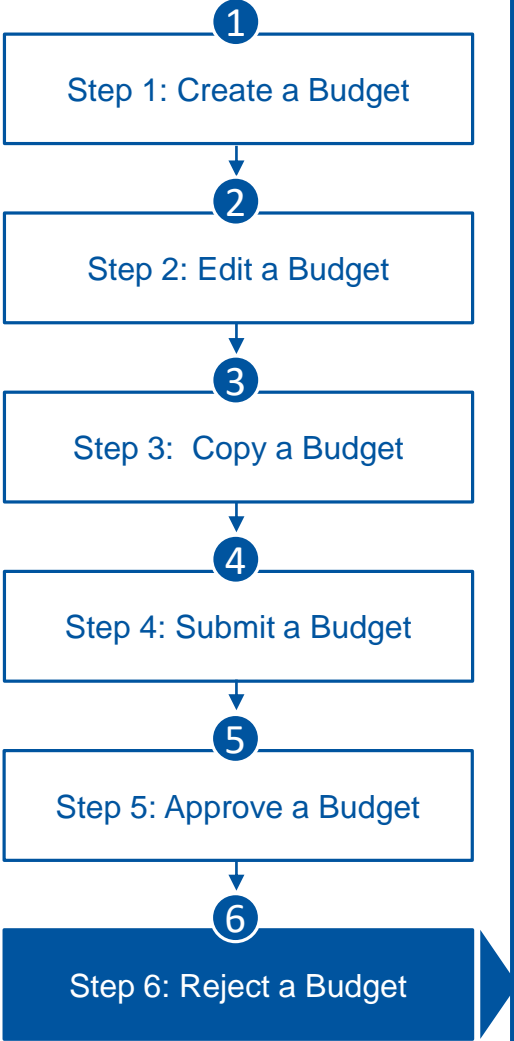 1
Step 1: Create a Budget
2
Step 2: Edit a Budget
3
Step 3:  Copy a Budget
4
Step 4: Submit a Budget
5
Step 5: Approve a Budget
6
Step 6: Reject a Budget